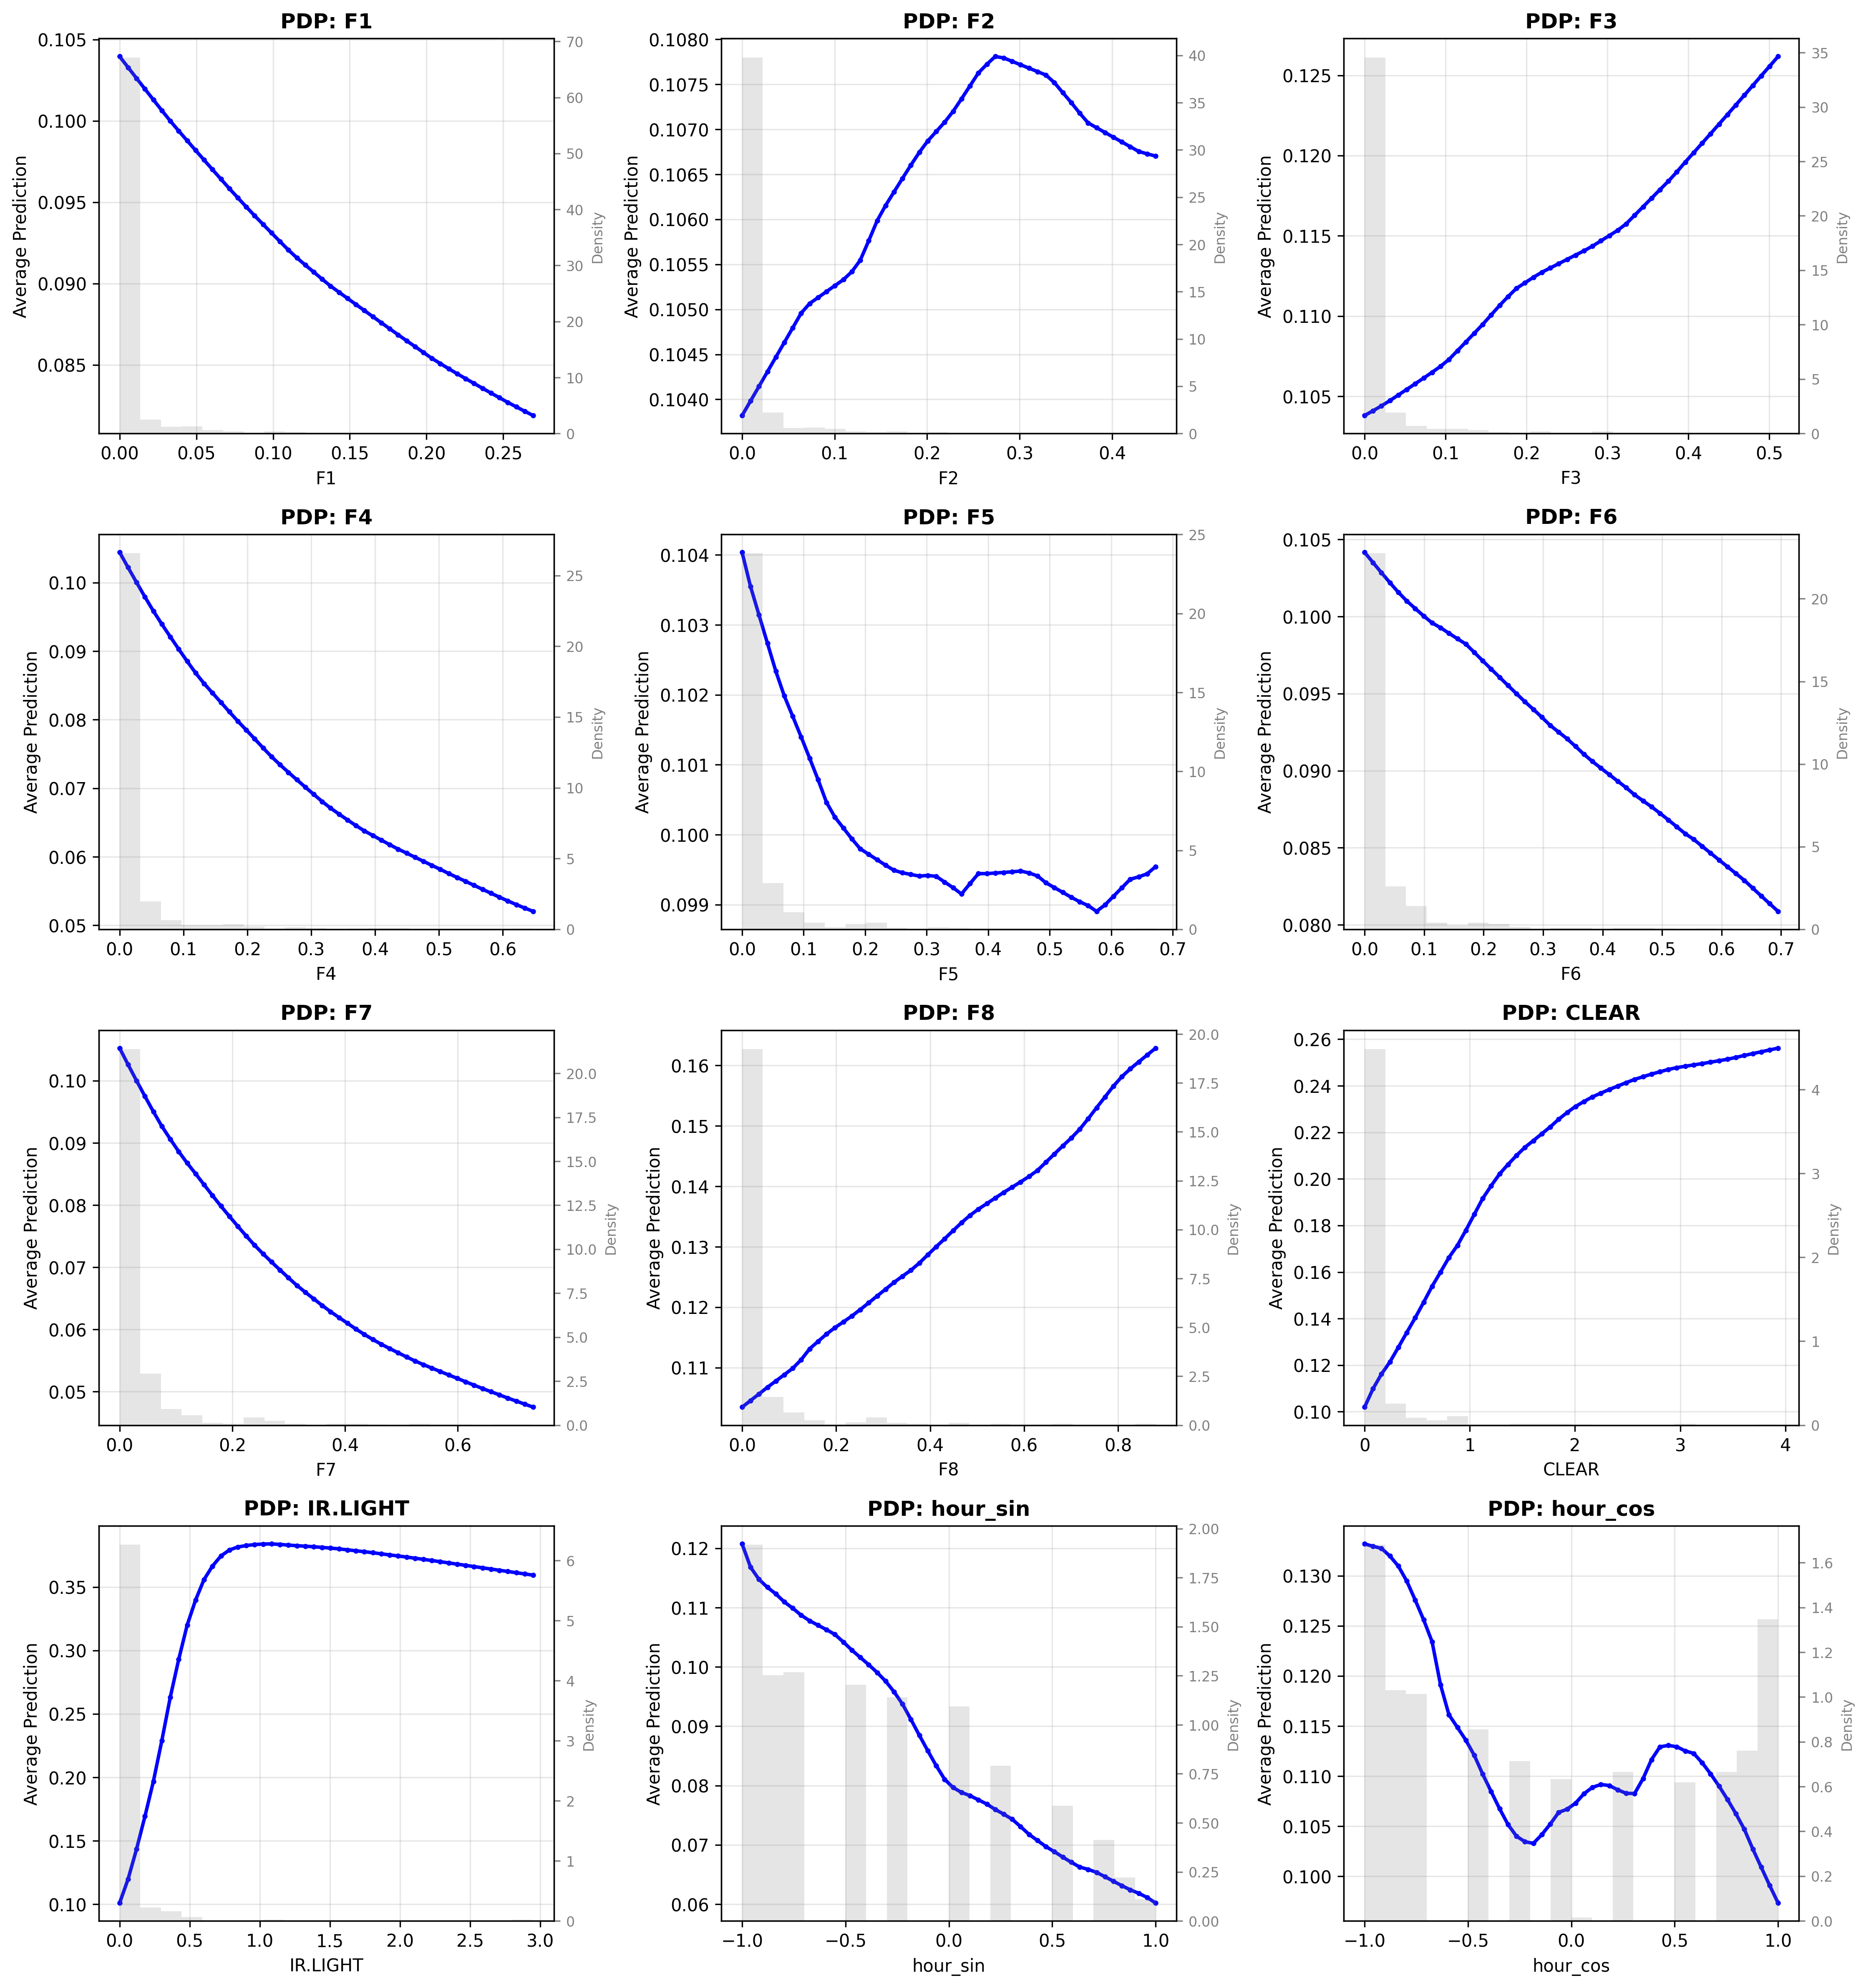 PDP: F1
Average Prediction
0.105
0.100
0.095
0.090
0.085
0.00 0.05 0.10 0.15 0.20 0.25
F1
70
60
50
40
30
20
10
0
Density
PDP: F2
Average Prediction
0.1080
0.1075
0.1070
0.1065
0.1060
0.1055
0.1050
0.1045
0.1040
0.0 0.1 0.2 0.3 0.4
F2
40
35
30
25
20
15
10
5
0
Density
PDP: F3
Average Prediction
0.125
0.120
0.115
0.110
0.105
0.0 0.1 0.2 0.3 0.4 0.5
F3
35
30
25
20
15
10
5
0
Density
PDP: F4
Average Prediction
0.10
0.09
0.08
0.07
0.06
0.05
0.0 0.1 0.2 0.3 0.4 0.5 0.6
F4
25
20
15
10
5
0
Density
PDP: F5
Average Prediction
0.104
0.103
0.102
0.101
0.100
0.099
0.0 0.1 0.2 0.3 0.4 0.5 0.6 0.7
F5
25
20
15
10
5
0
Density
PDP: F6
Average Prediction
0.105
0.100
0.095
0.090
0.085
0.080
0.0 0.1 0.2 0.3 0.4 0.5 0.6 0.7
F6
20
15
10
5
0
Density
PDP: F7
Average Prediction
0.10
0.09
0.08
0.07
0.06
0.05
0.0 0.2 0.4 0.6
F7
20.0
17.5
15.0
12.5
10.0
7.5
5.0
2.5
0.0
Density
PDP: F8
Average Prediction
0.16
0.15
0.14
0.13
0.12
0.11
0.0 0.2 0.4 0.6 0.8
F8
20.0
17.5
15.0
12.5
10.0
7.5
5.0
2.5
0.0
Density
PDP: CLEAR
Average Prediction
0.26
0.24
0.22
0.20
0.18
0.16
0.14
0.12
0.10
0 1 2 3 4
CLEAR
4
3
2
1
0
Density
PDP: IR.LIGHT
Average Prediction
0.35
0.30
0.25
0.20
0.15
0.10
0.0 0.5 1.0 1.5 2.0 2.5 3.0
IR.LIGHT
6
5
4
3
2
1
0
Density
PDP: hour_sin
Average Prediction
0.12
0.11
0.10
0.09
0.08
0.07
0.06
−1.0 −0.5 0.0 0.5 1.0
hour_sin
2.00
1.75
1.50
1.25
1.00
0.75
0.50
0.25
0.00
Density
PDP: hour_cos
Average Prediction
0.130
0.125
0.120
0.115
0.110
0.105
0.100
−1.0 −0.5 0.0 0.5 1.0
hour_cos
1.6
1.4
1.2
1.0
0.8
0.6
0.4
0.2
0.0
Density